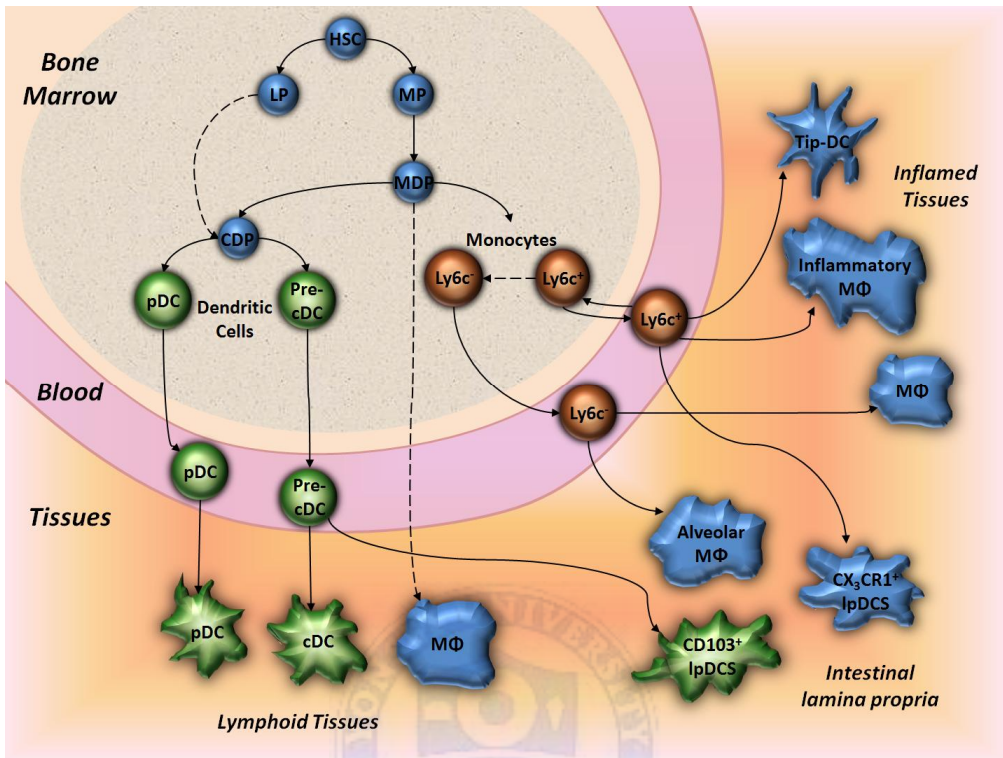 Bone
Marrow
HSC
LP
MP
MDP
CDP
Monocytes
Ly6c⁻
Ly6c⁺
pDC
Dendritic
Cells
Pre-
cDC
Ly6c⁺
Tip-DC
Inflamed
Tissues
Inflammatory
MΦ
MΦ
Blood
Ly6c⁻
pDC
Pre-
cDC
Tissues
Alveolar
MΦ
CX₃CR1⁺
lpDCS
pDC
cDC
MΦ
CD103⁺
lpDCS
Intestinal
lamina propria
Lymphoid Tissues
UNIVERSITY